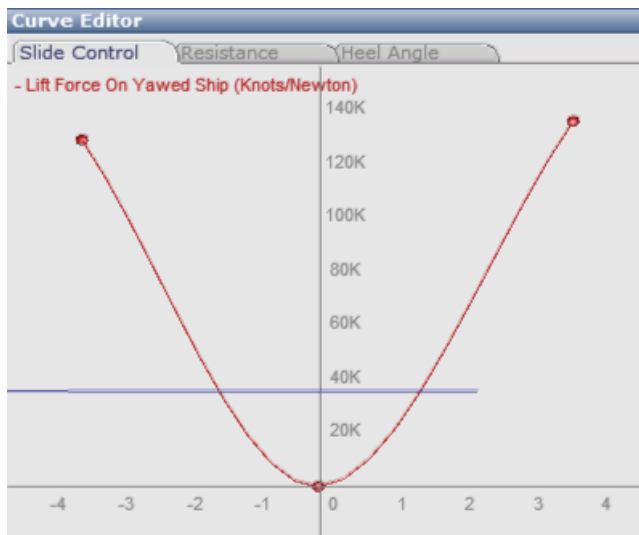 Curve Editor
Slide Control Resistance Heel Angle
- Lift Force On Yawed Ship (Knots/Newton)
140K
120K
100K
80K
60K
40K
20K
-4 -3 -2 -1 0 1 2 3 4